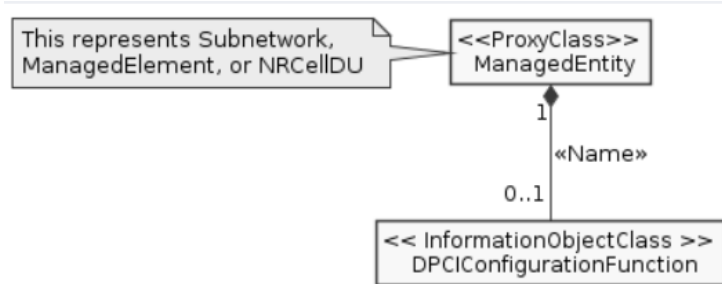 This represents Subnetwork,
ManagedElement, or NRCellDU
<<ProxyClass>>
ManagedEntity
1
«Name»
0..1
<< InformationObjectClass >>
DPCIConfigurationFunction